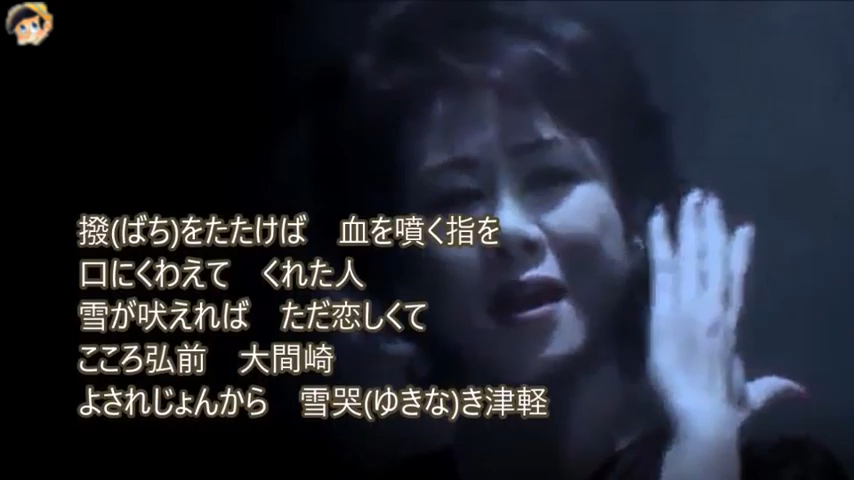 撥(ばち)をたたけば　血を噴く指を
口にくわえて　くれた人
雪が吠えれば　ただ恋しくて
こころ弘前　大間崎
よされじょんから　雪哭(ゆきな)き津軽